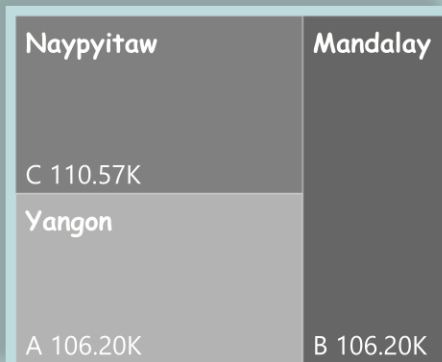 Naypyitaw
C 110.57K
Yangon
A 106.20K
Mandalay
B 106.20K